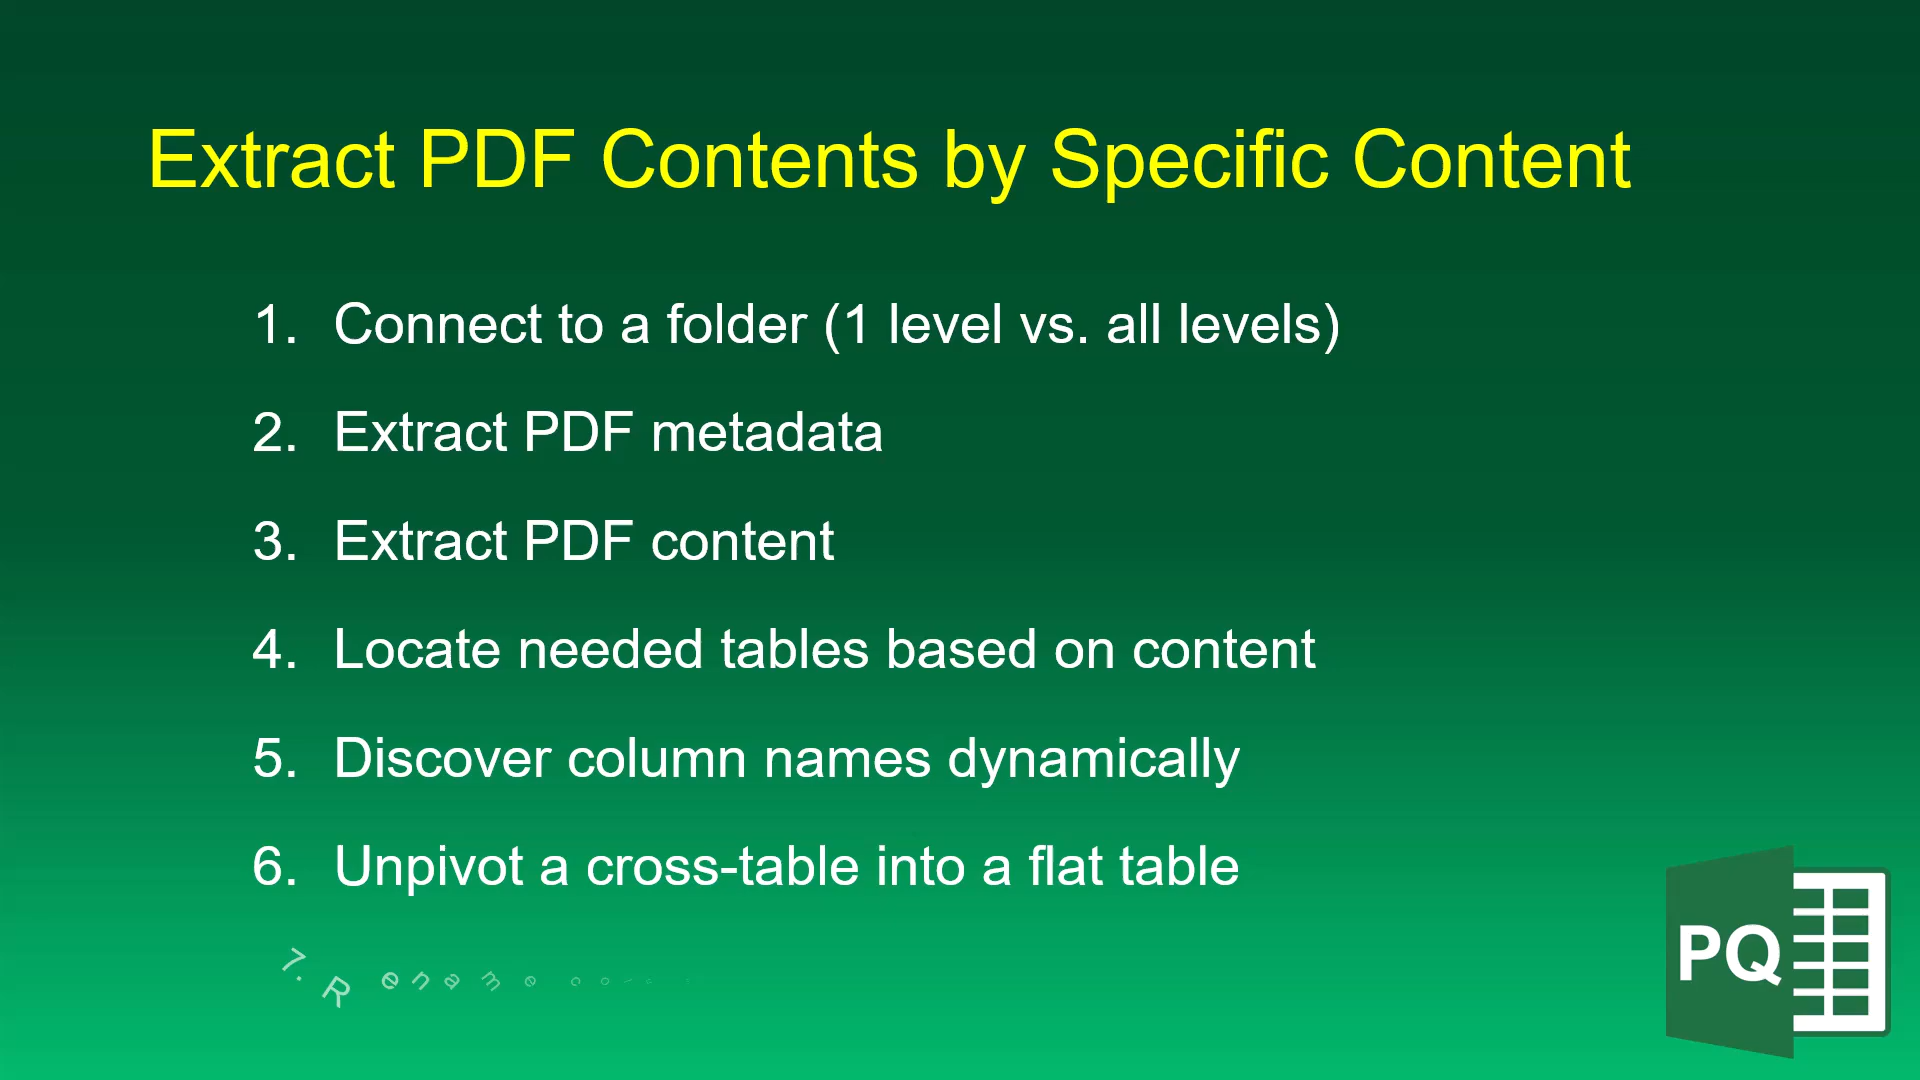 Extract PDF Contents by Specific Content
1. Connect to a folder (1 level vs. all levels)
2. Extract PDF metadata
3. Extract PDF content
4. Locate needed tables based on content
5. Discover column names dynamically
6. Unpivot a cross-table into a flat table
7. Rename
PQ